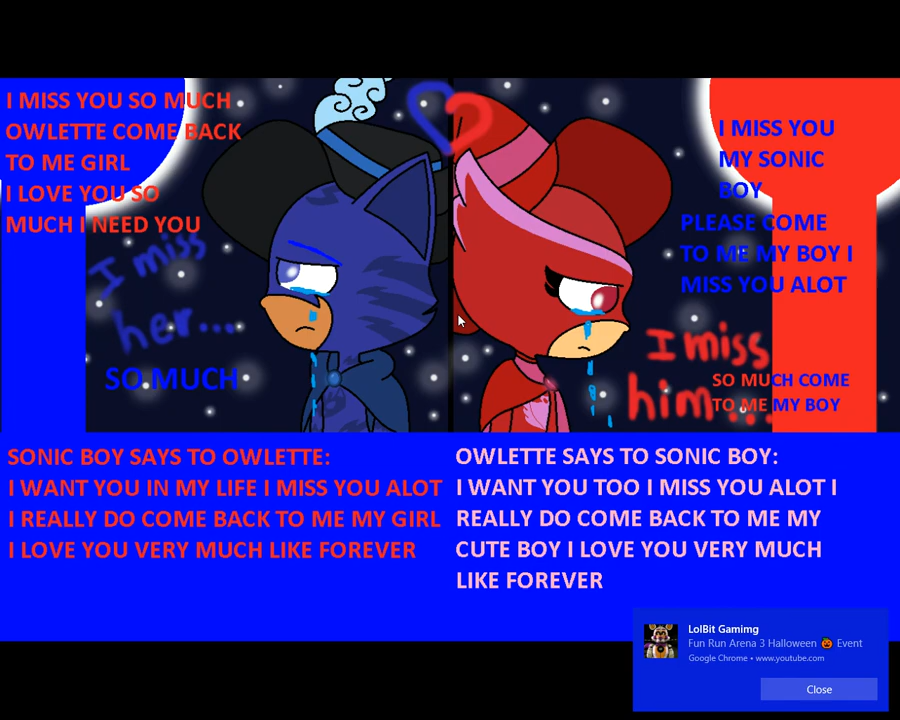 I MISS YOU SO MUCH
OWLETTE COME BACK
TO ME GIRL
I LOVE YOU SO
MUCH I NEED YOU
I miss
her...
SO MUCH
I MISS YOU
MY SONIC
BOY
PLEASE COME
TO ME MY BOY I
MISS YOU ALOT
I miss
him...
SO MUCH COME
TO ME MY BOY
SONIC BOY SAYS TO OWLETTE:
I WANT YOU IN MY LIFE I MISS YOU ALOT
I REALLY DO COME BACK TO ME MY GIRL
I LOVE YOU VERY MUCH LIKE FOREVER
OWLETTE SAYS TO SONIC BOY:
I WANT YOU TOO I MISS YOU ALOT I
REALLY DO COME BACK TO ME MY
CUTE BOY I LOVE YOU VERY MUCH
LIKE FOREVER
LolBit Gamimg
Fun Run Arena 3 Halloween 🎃 Event
Google Chrome • www.youtube.com
Close